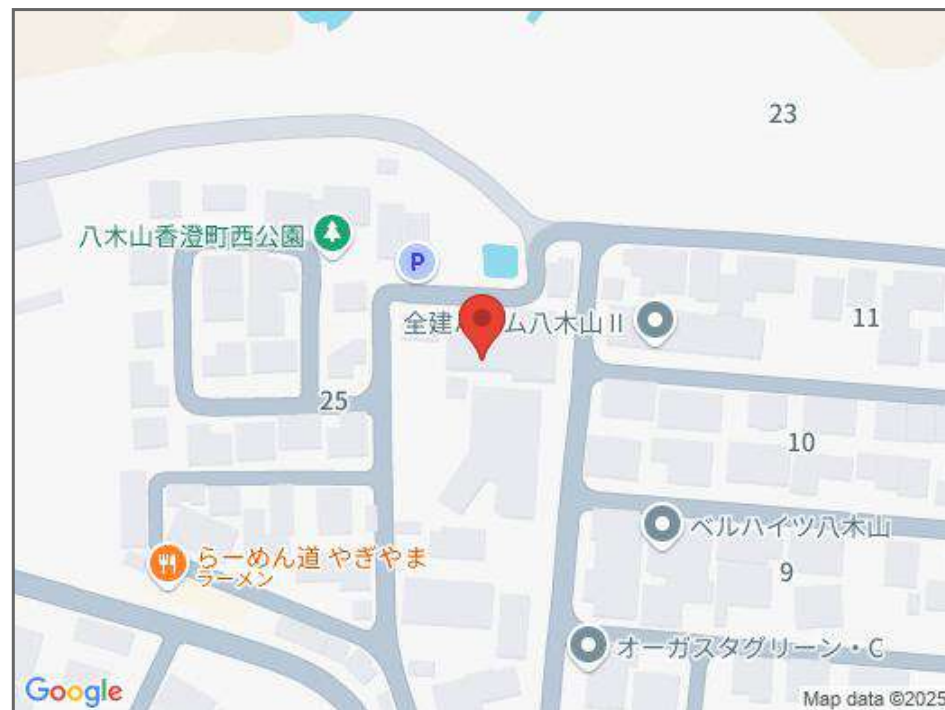 23
八木山香澄町西公園
P
全建
ム八木山 II
11
25
10
ベルハイツ八木山
9
らーめん道 やぎやま
ラーメン
オーガスタグリーン・C
Google
Map data ©2025